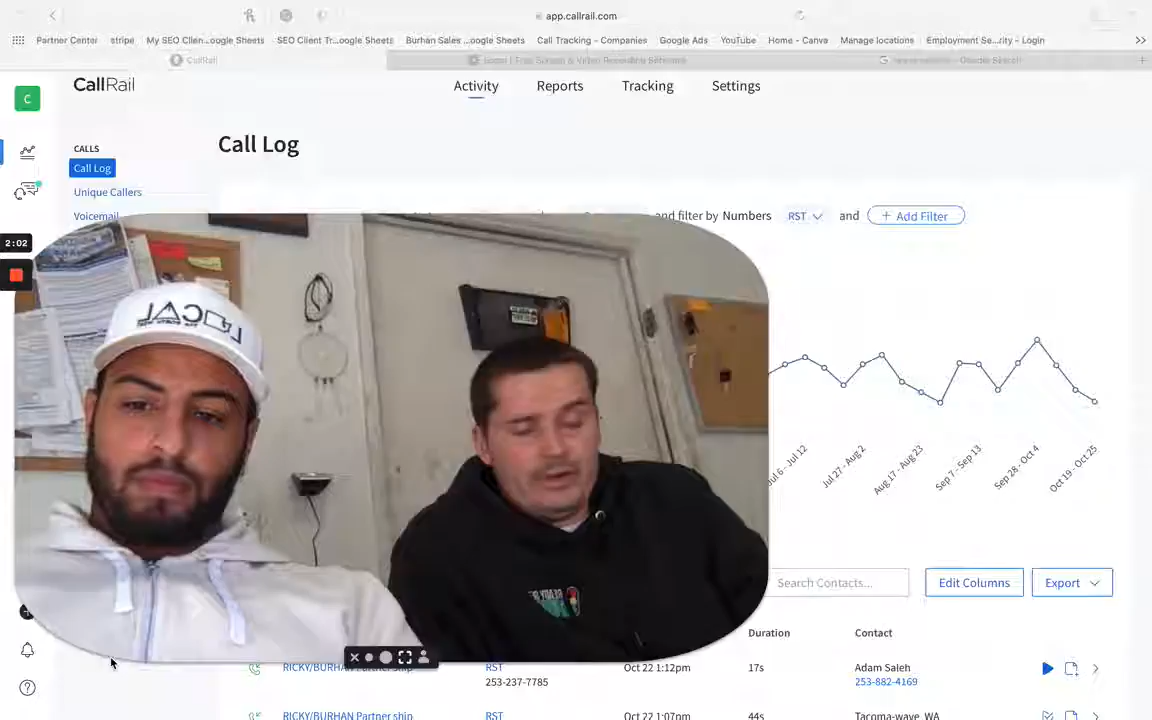 app.callrail.com
Partner Center
stripe
My SEO Clien...oogle Sheets
SEO Client Tr...oogle Sheets
Burhan Sales ...oogle Sheets
Call Tracking - Companies
Google Ads
YouTube
Home - Canva
Manage locations
Employment Se...rity - Login
CallRail
CallRail
Activity
Reports
Tracking
Settings
C
CALLS
Call Log
Call Log
Unique Callers
Voicemail
and filter by Numbers
RST
and
+ Add Filter
2:02
LOCAL
Jul 6 - Jul 12
Jul 27 - Aug 2
Aug 17 - Aug 23
Sep 7 - Sep 13
Sep 28 - Oct 4
Oct 19 - Oct 25
Search Contacts...
Edit Columns
Export
Duration
Contact
RICKY/BURHAN Partner ship
RST
253-237-7785
Oct 22 1:12pm
17s
Adam Saleh
253-882-4169
RICKY/BURHAN Partner ship
RST
Oct 22 1:07pm
44s
Tacoma-wave, WA